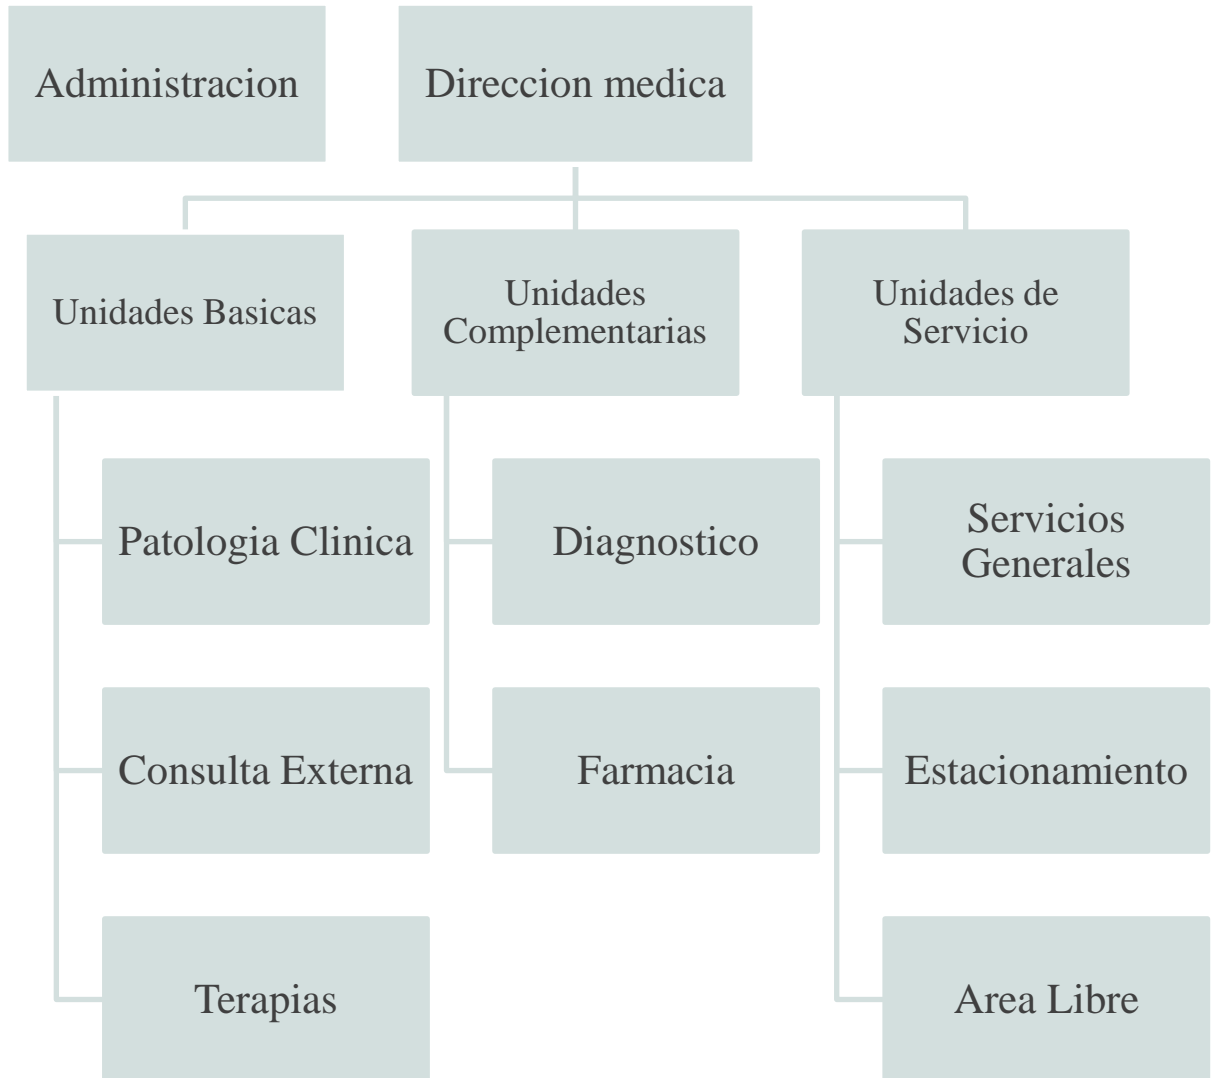 Administracion
Direccion medica
Unidades Basicas
Unidades
Complementarias
Unidades de
Servicio
Patologia Clinica
Diagnostico
Servicios
Generales
Consulta Externa
Farmacia
Estacionamiento
Terapias
Area Libre